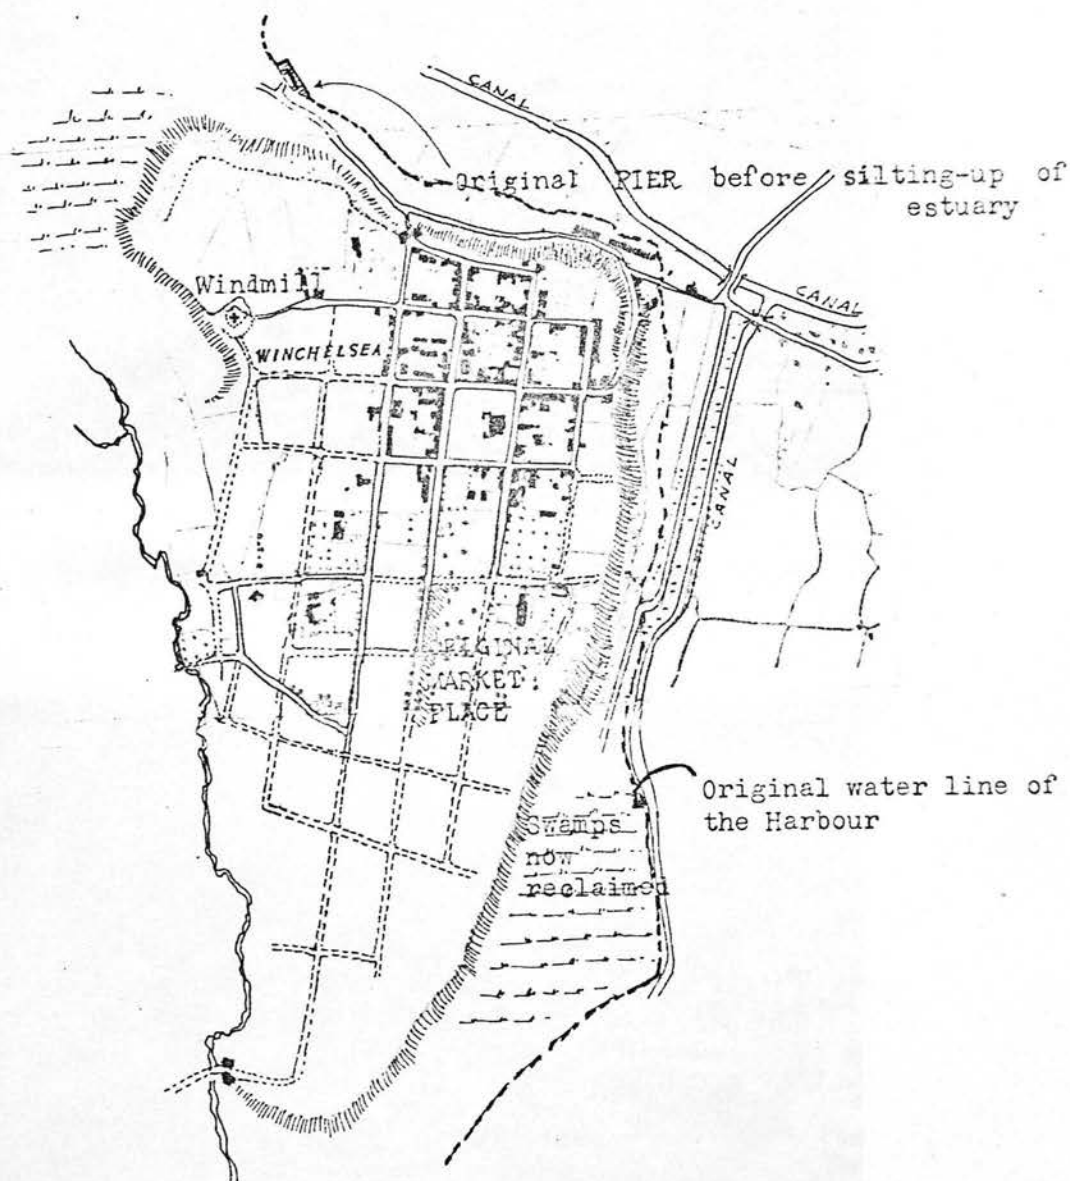 CANAL
Original PIER before silting-up of
estuary
Windmill
CANAL
WINCHELSEA
CANAL
ORIGINAL
MARKET
PLACE
Original water line of
the Harbour
Swamps
now
reclaimed